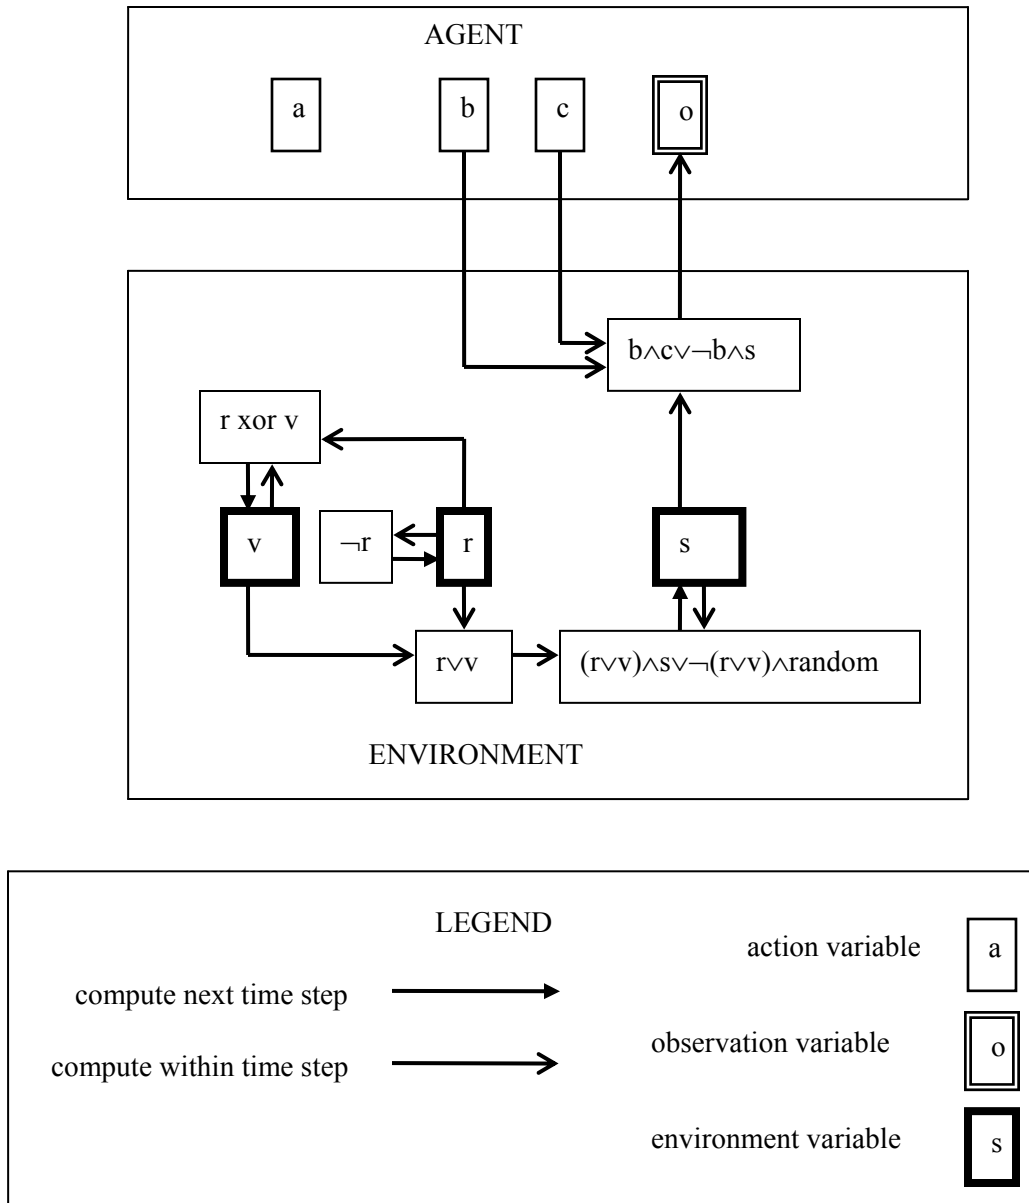 AGENT
a b c o
b∧c∨¬b∧s
r xor v
v ¬r r s
r∨v (r∨v)∧s∨¬(r∨v)∧random
ENVIRONMENT
LEGEND
action variable a
compute next time step
observation variable o
compute within time step
environment variable s